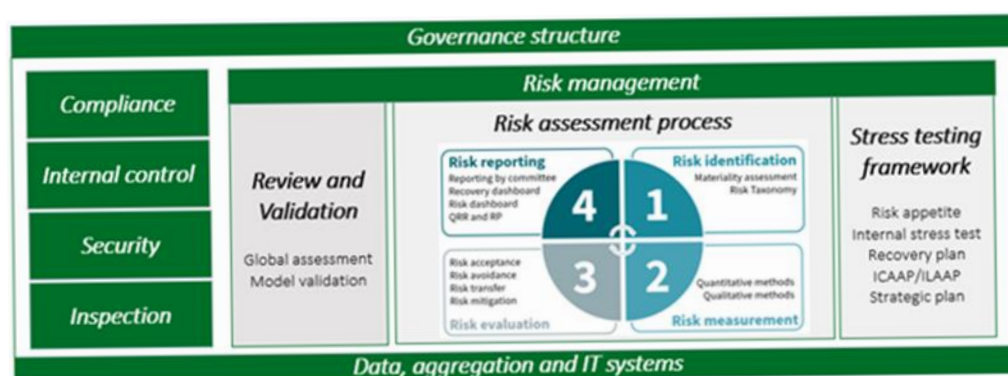 Governance structure
Compliance
Internal control
Security
Inspection
Risk management
Review and
Validation
Global assessment
Model validation
Risk assessment process
Risk reporting
Reporting by committee
Recovery dashboard
Risk dashboard
QRR and RP
4
1
Risk identification
Materiality assessment
Risk Taxonomy
Risk acceptance
Risk avoidance
Risk transfer
Risk mitigation
Risk evaluation
3
2
Quantitative methods
Qualitative methods
Risk measurement
Stress testing
framework
Risk appetite
Internal stress test
Recovery plan
ICAAP/ILAAP
Strategic plan
Data, aggregation and IT systems